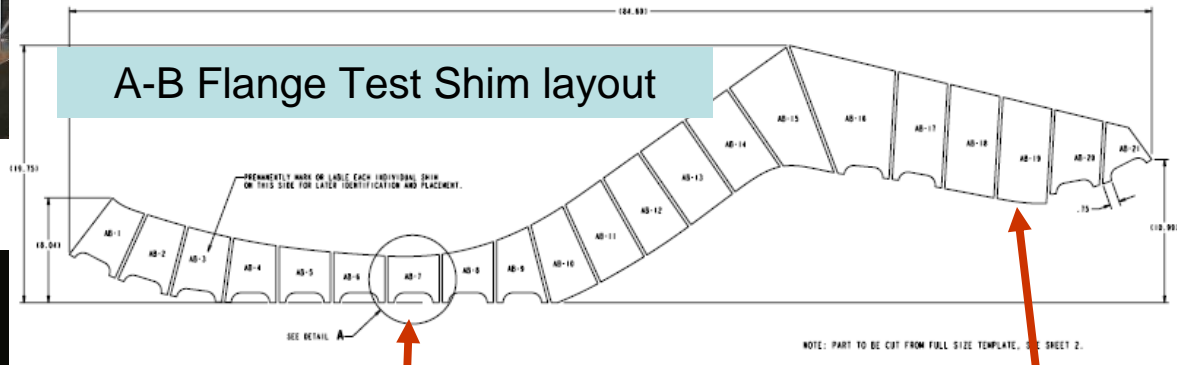 (84.60)
A-B Flange Test Shim layout
(19.75)
PREMANENTLY MARK OR LABLE EACH INDIVIDUAL SHIM
ON THIS SIDE FOR LATER IDENTIFICATION AND PLACEMENT.
(8.04)
AB-1
AB-2
AB-3
AB-4
AB-5
AB-6
AB-7
AB-8
AB-9
AB-10
AB-11
AB-12
AB-13
AB-14
AB-15
AB-16
AB-17
AB-18
AB-19
AB-20
AB-21
.75
(10.99)
SEE DETAIL A
NOTE: PART TO BE CUT FROM FULL SIZE TEMPLATE, SHEET 2.